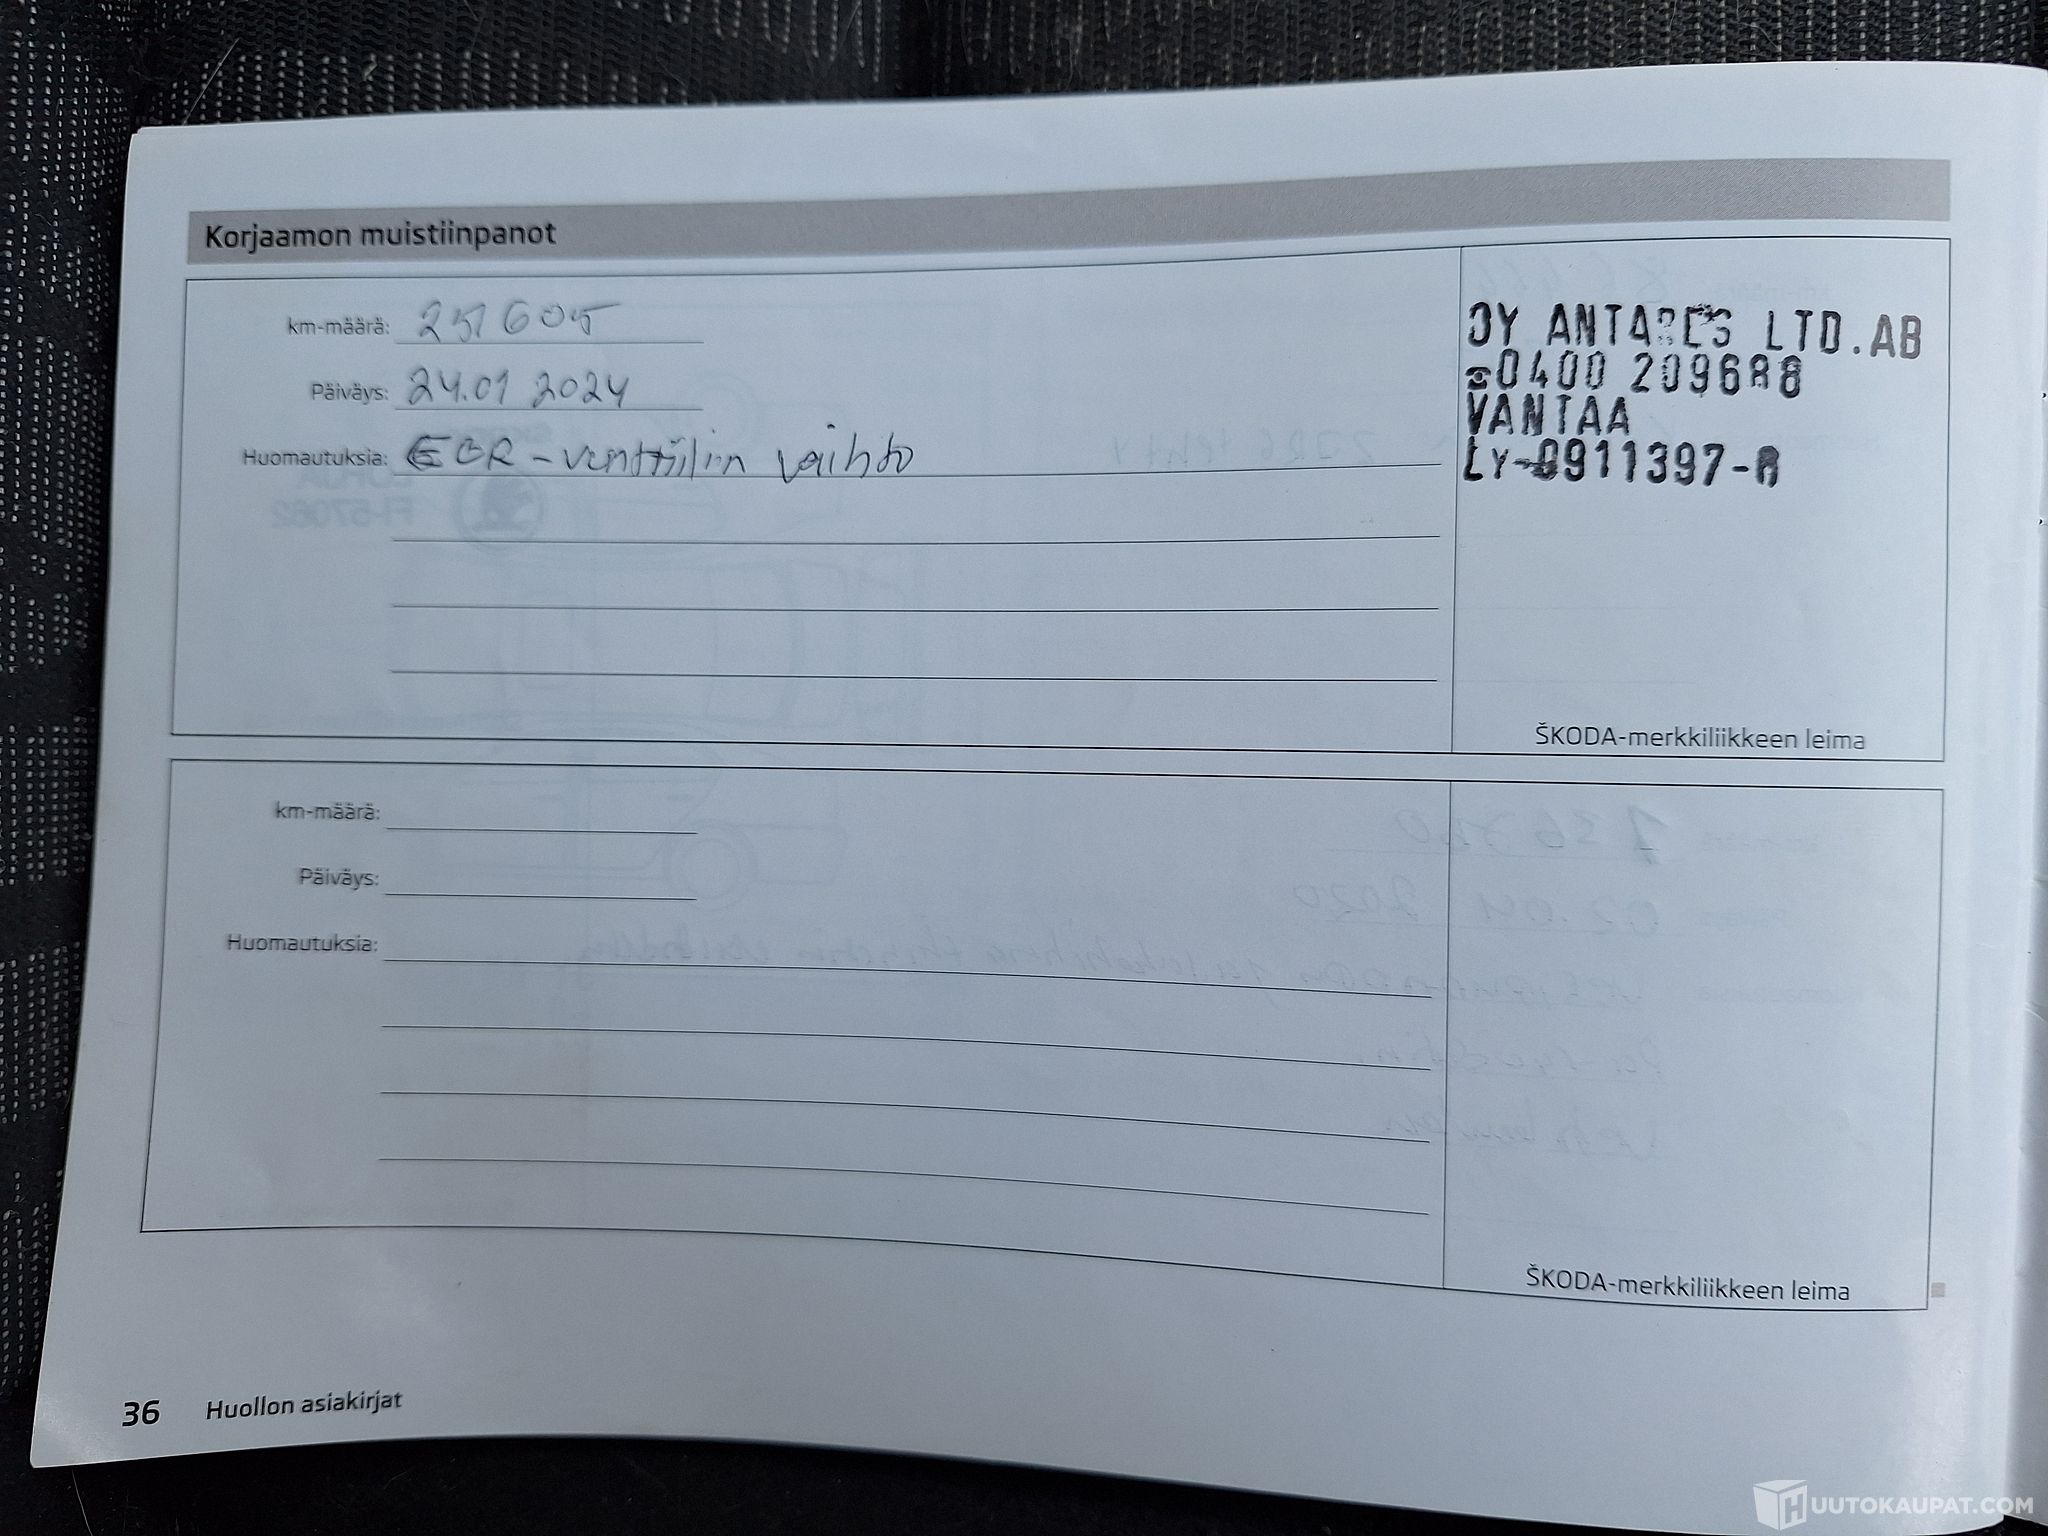 Korjaamon muistiinpanot
km-määrä: 251605
Päiväys: 24.01 2024
Huomautuksia: EGR-venttiilin vaihto
OY ANTARES LTD.AB
☎0400 209688
VANTAA
LY-0911397-8
ŠKODA-merkkiliikkeen leima
km-määrä:
Päiväys:
Huomautuksia:
ŠKODA-merkkiliikkeen leima
36 Huollon asiakirjat
HUUTOKAUPAT.COM